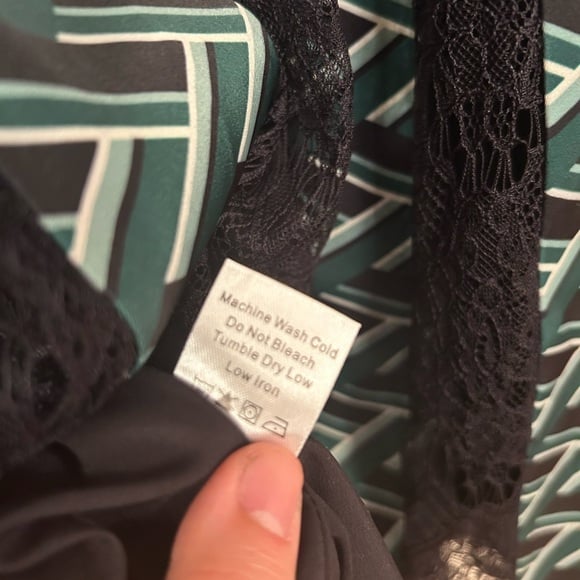 Machine Wash Cold
Do Not Bleach
Tumble Dry Low
Low Iron